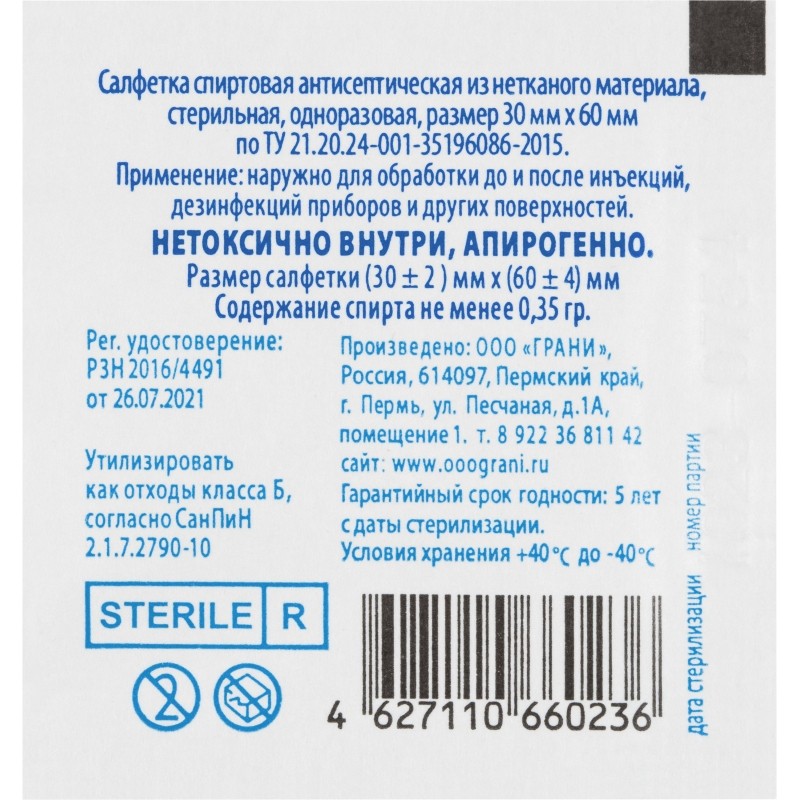 Салфетка спиртовая антисептическая из нетканого материала,
стерильная, одноразовая, размер 30 мм х 60 мм
по ТУ 21.20.24-001-35196086-2015.
Применение: наружно для обработки до и после инъекций,
дезинфекций приборов и других поверхностей.
НЕТОКСИЧНО ВНУТРИ, АПИРОГЕННО.
Размер салфетки (30 ± 2 ) мм х (60 ± 4) мм
Содержание спирта не менее 0,35 гр.
Рег. удостоверение:
РЗН 2016/4491
от 26.07.2021
Утилизировать
как отходы класса Б,
согласно СанПиН
2.1.7.2790-10
Произведено: ООО «ГРАНИ»,
Россия, 614097, Пермский край,
г. Пермь, ул. Песчаная, д.1А,
помещение 1. т. 8 922 36 811 42
сайт: www.ooograni.ru
Гарантийный срок годности: 5 лет
с даты стерилизации.
Условия хранения +40°С до -40°С
STERILE R
2
4 627110 660236
дата стерилизации номер партии